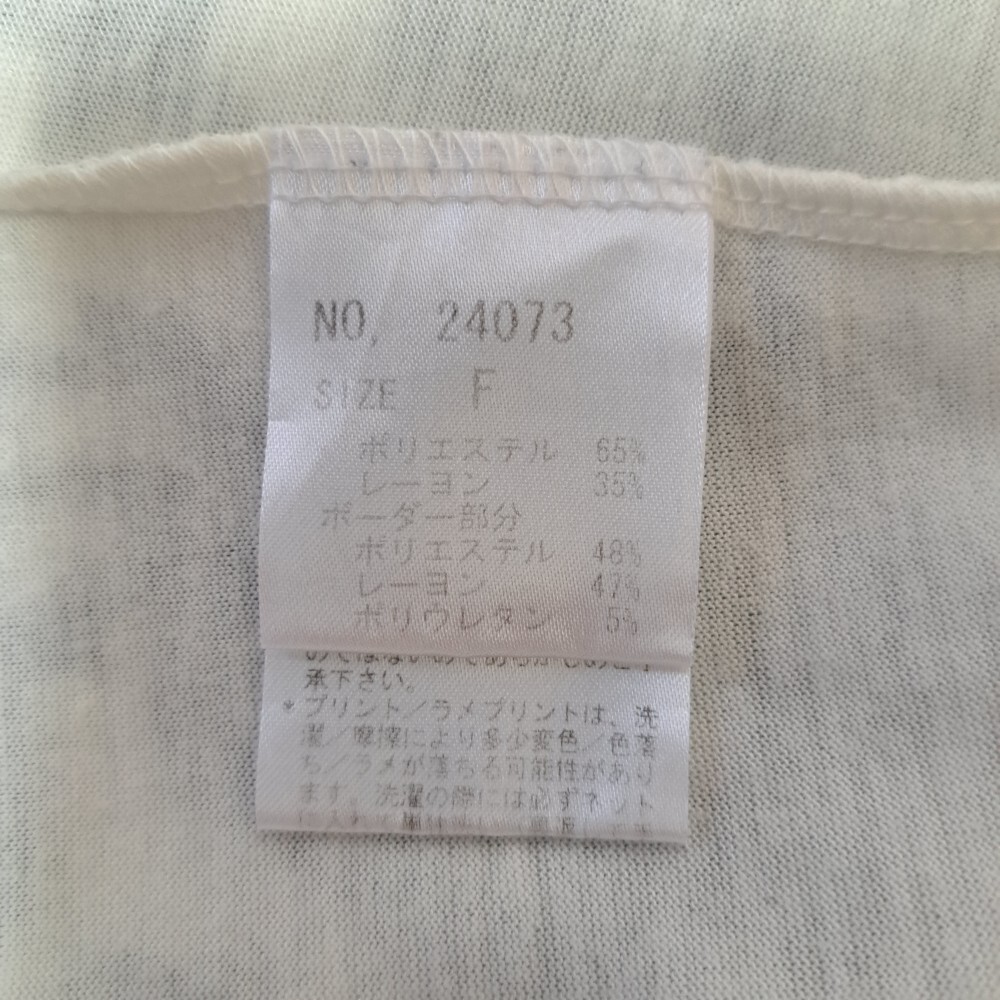 NO, 24073
SIZE F
ポリエステル 65%
レーヨン 35%
ボーダー部分
ポリエステル 48%
レーヨン 47%
ポリウレタン 5%
承下さい。
*プリント/ラメプリントは、洗
濯/摩擦により多少変色/色落
ち/ラメが落ちる可能性があり
ます。洗濯の際には必ずネット
に入れて